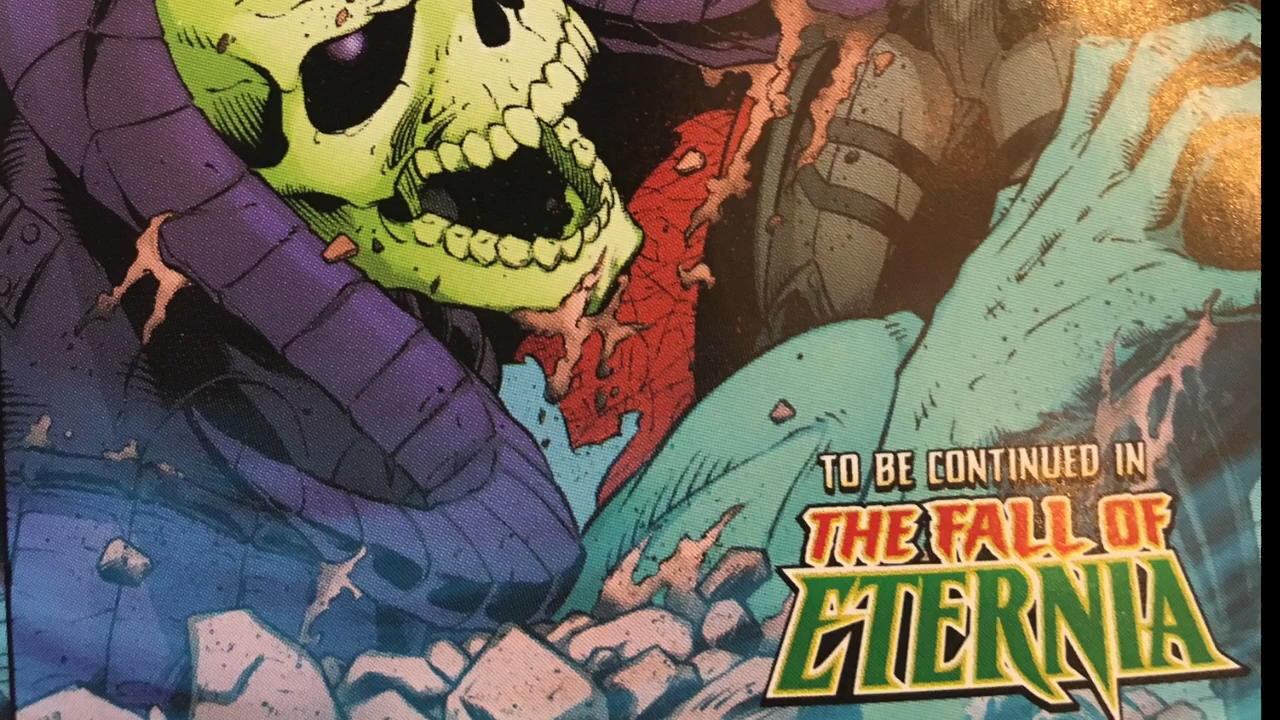 TO BE CONTINUED IN
THE FALL OF
ETERNIA